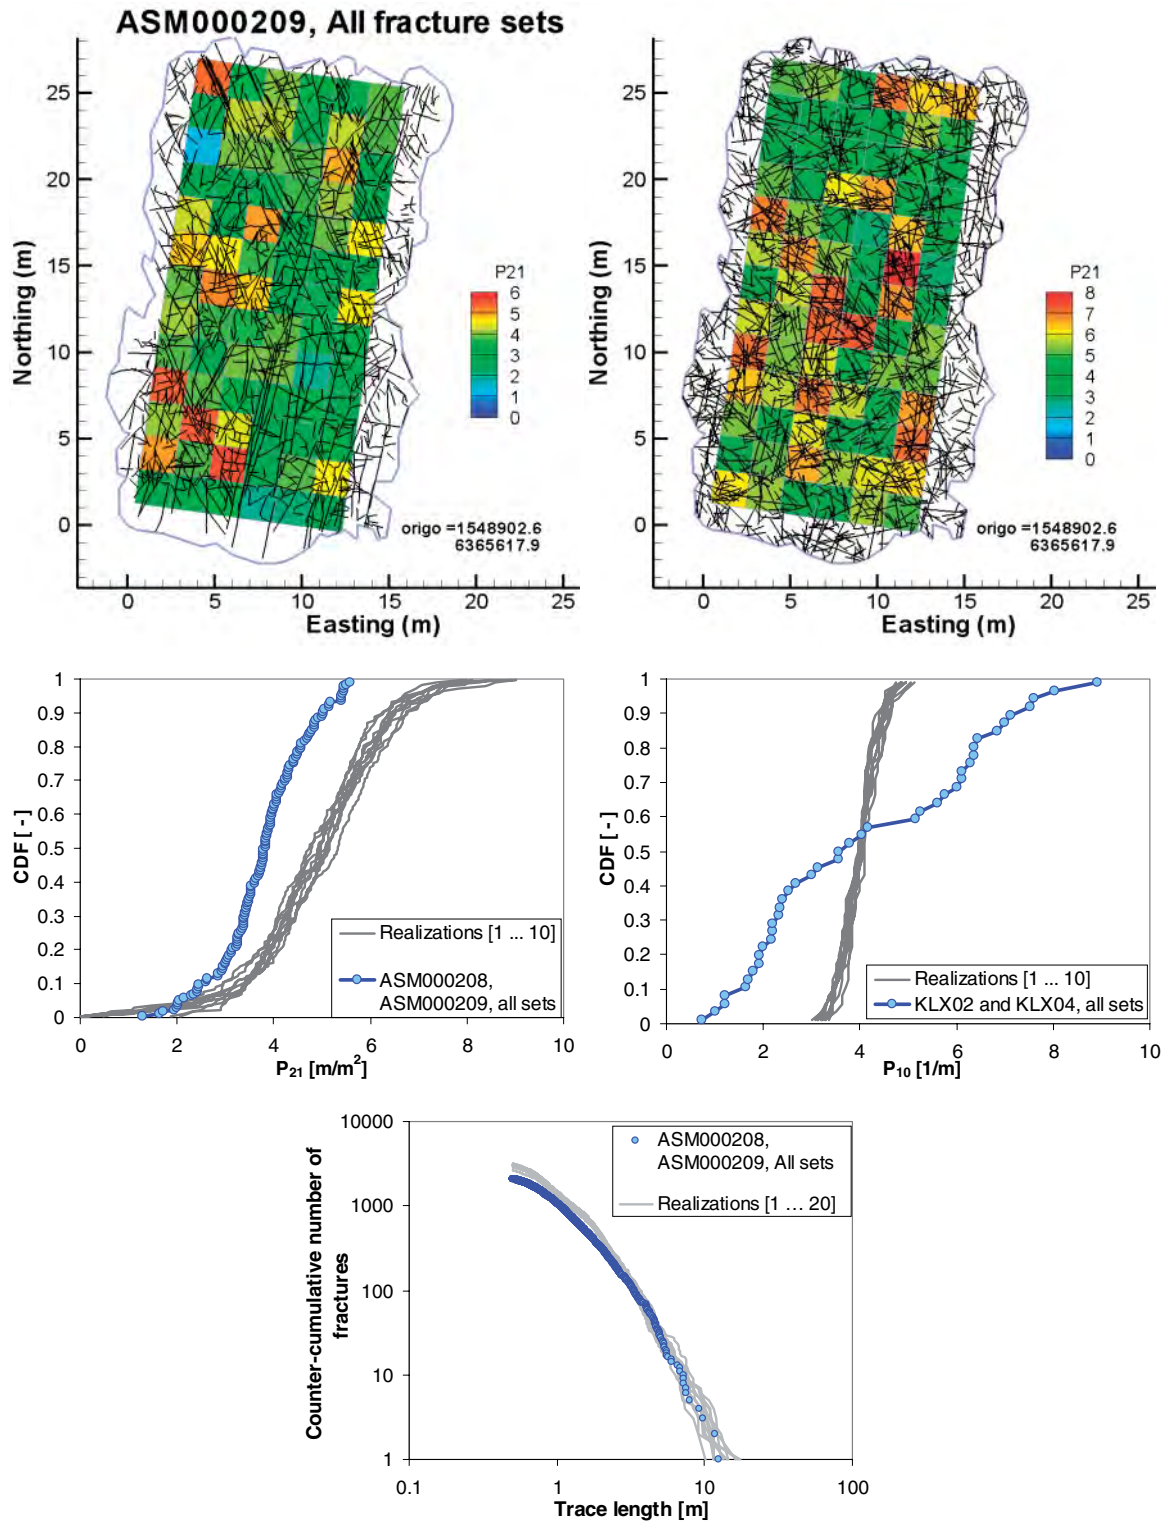 ASM000209, All fracture sets
25
20
15
10
5
0
Northing (m)
P21
6
5
4
3
2
1
0
origo =1548902.6
6365617.9
0 5 10 15 20 25
Easting (m)
25
20
15
10
5
0
Northing (m)
P21
8
7
6
5
4
3
2
1
0
origo =1548902.6
6365617.9
0 5 10 15 20 25
Easting (m)
1
0.9
0.8
0.7
0.6
0.5
0.4
0.3
0.2
0.1
0
CDF [ - ]
Realizations [1 ... 10]
ASM000208,
ASM000209, all sets
0 2 4 6 8 10
P21 [m/m²]
1
0.9
0.8
0.7
0.6
0.5
0.4
0.3
0.2
0.1
0
CDF [ - ]
Realizations [1 ... 10]
KLX02 and KLX04, all sets
0 2 4 6 8 10
P10 [1/m]
10000
1000
100
10
1
Counter-cumulative number of
fractures
ASM000208,
ASM000209, All sets
Realizations [1 ... 20]
0.1 1 10 100
Trace length [m]